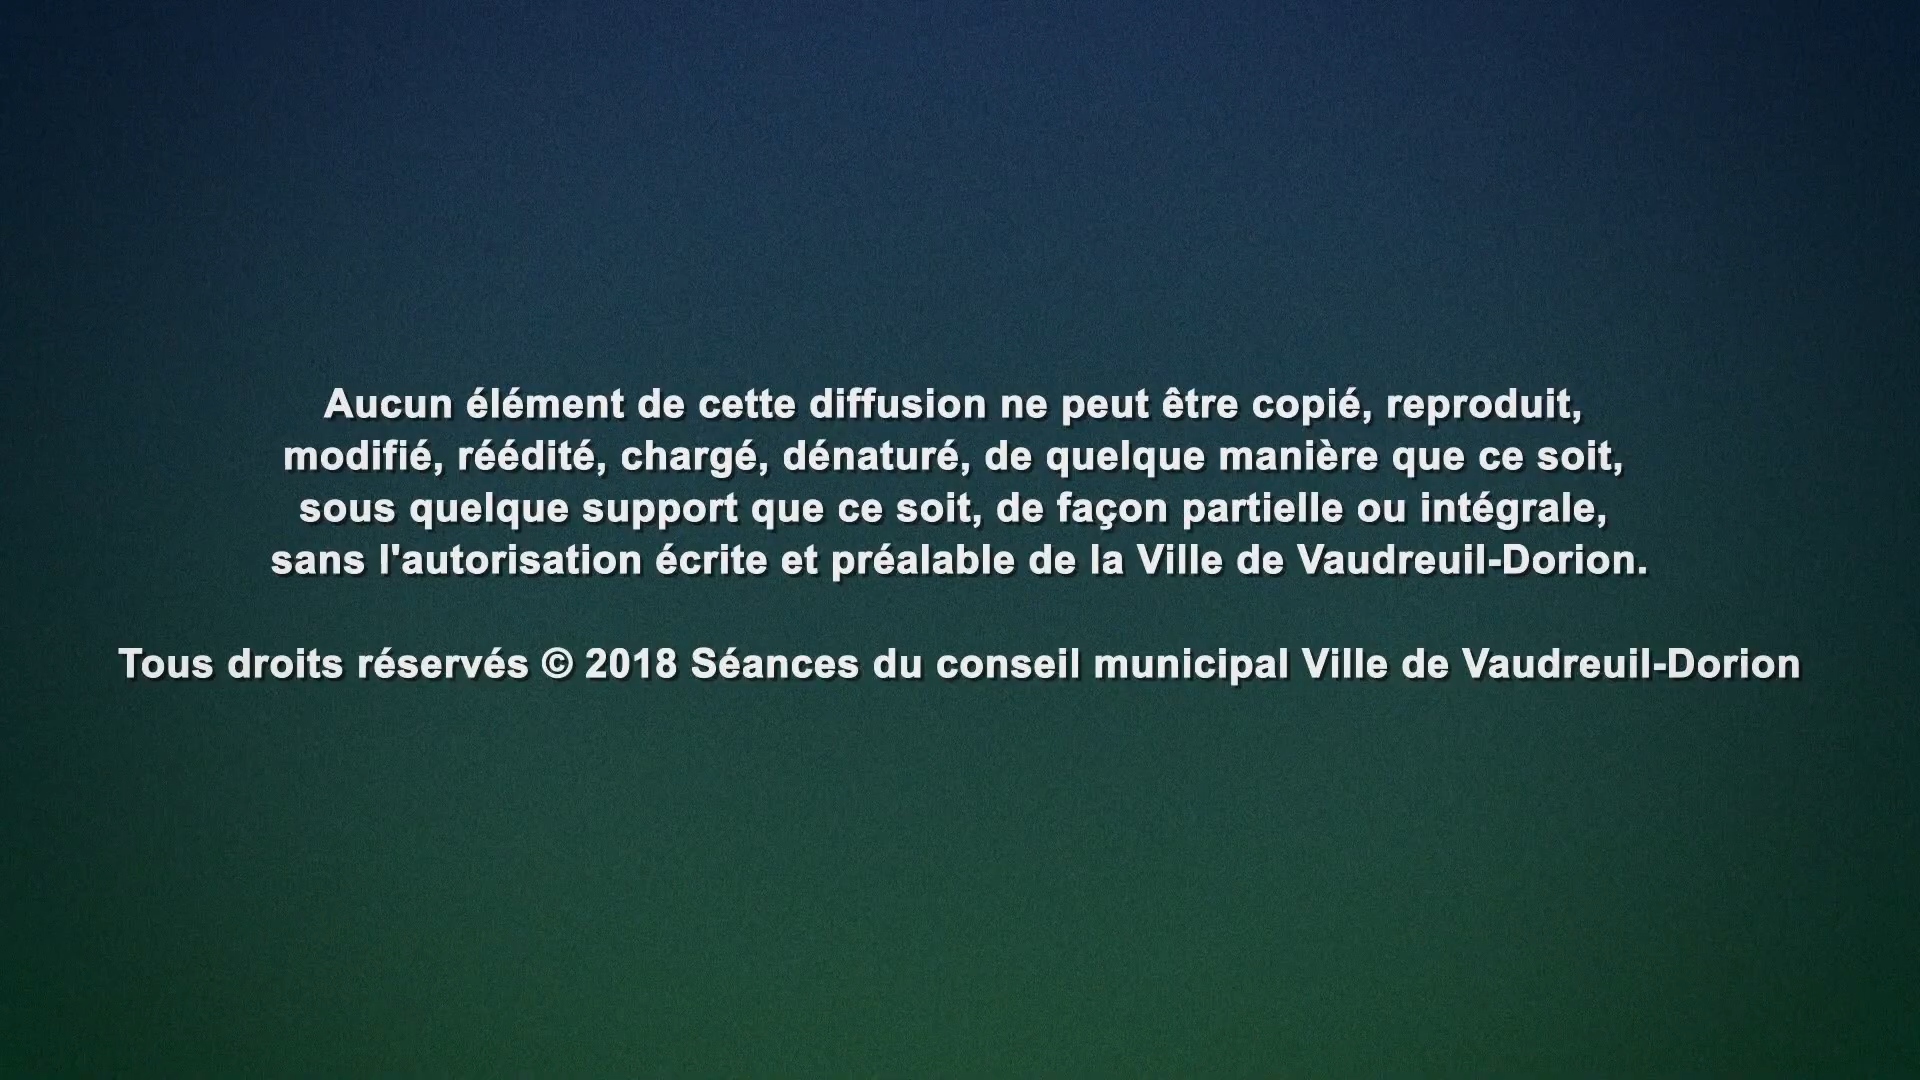 Aucun élément de cette diffusion ne peut être copié, reproduit,
modifié, réédité, chargé, dénaturé, de quelque manière que ce soit,
sous quelque support que ce soit, de façon partielle ou intégrale,
sans l'autorisation écrite et préalable de la Ville de Vaudreuil-Dorion.
Tous droits réservés © 2018 Séances du conseil municipal Ville de Vaudreuil-Dorion